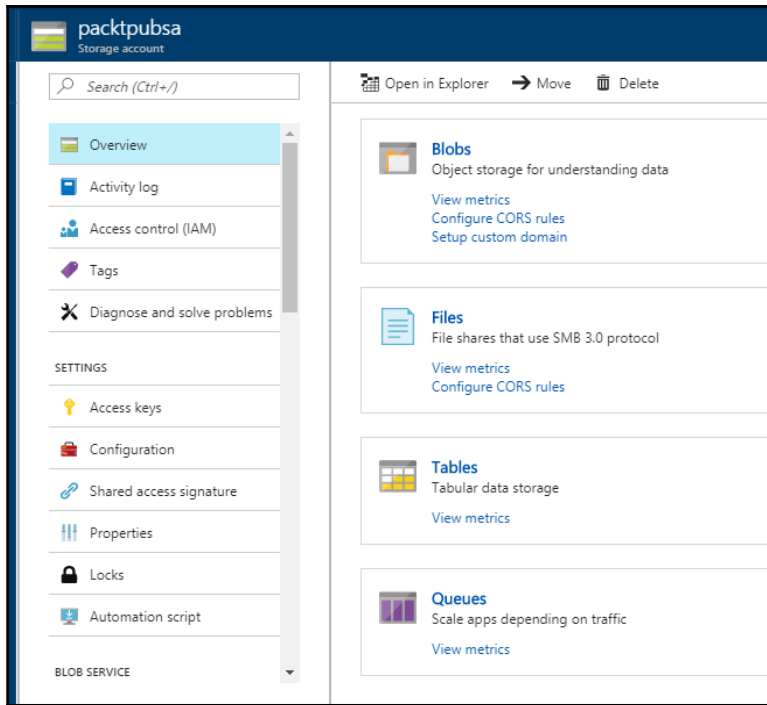 packtpubsa
Storage account
Search (Ctrl+/)
Overview
Activity log
Access control (IAM)
Tags
Diagnose and solve problems
SETTINGS
Access keys
Configuration
Shared access signature
Properties
Locks
Automation script
BLOB SERVICE
Open in Explorer Move Delete
Blobs
Object storage for understanding data
View metrics
Configure CORS rules
Setup custom domain
Files
File shares that use SMB 3.0 protocol
View metrics
Configure CORS rules
Tables
Tabular data storage
View metrics
Queues
Scale apps depending on traffic
View metrics